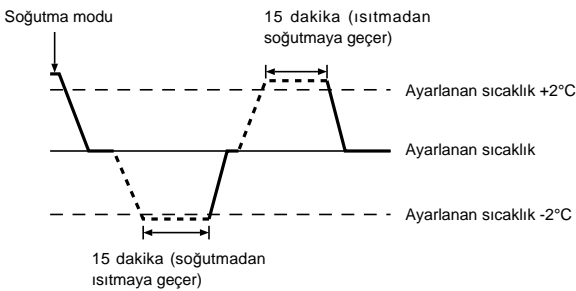 Soğutma modu
15 dakika (ısıtmadan
soğutmaya geçer)
Ayarlanan sıcaklık +2°C
Ayarlanan sıcaklık
Ayarlanan sıcaklık -2°C
15 dakika (soğutmadan
ısıtmaya geçer)